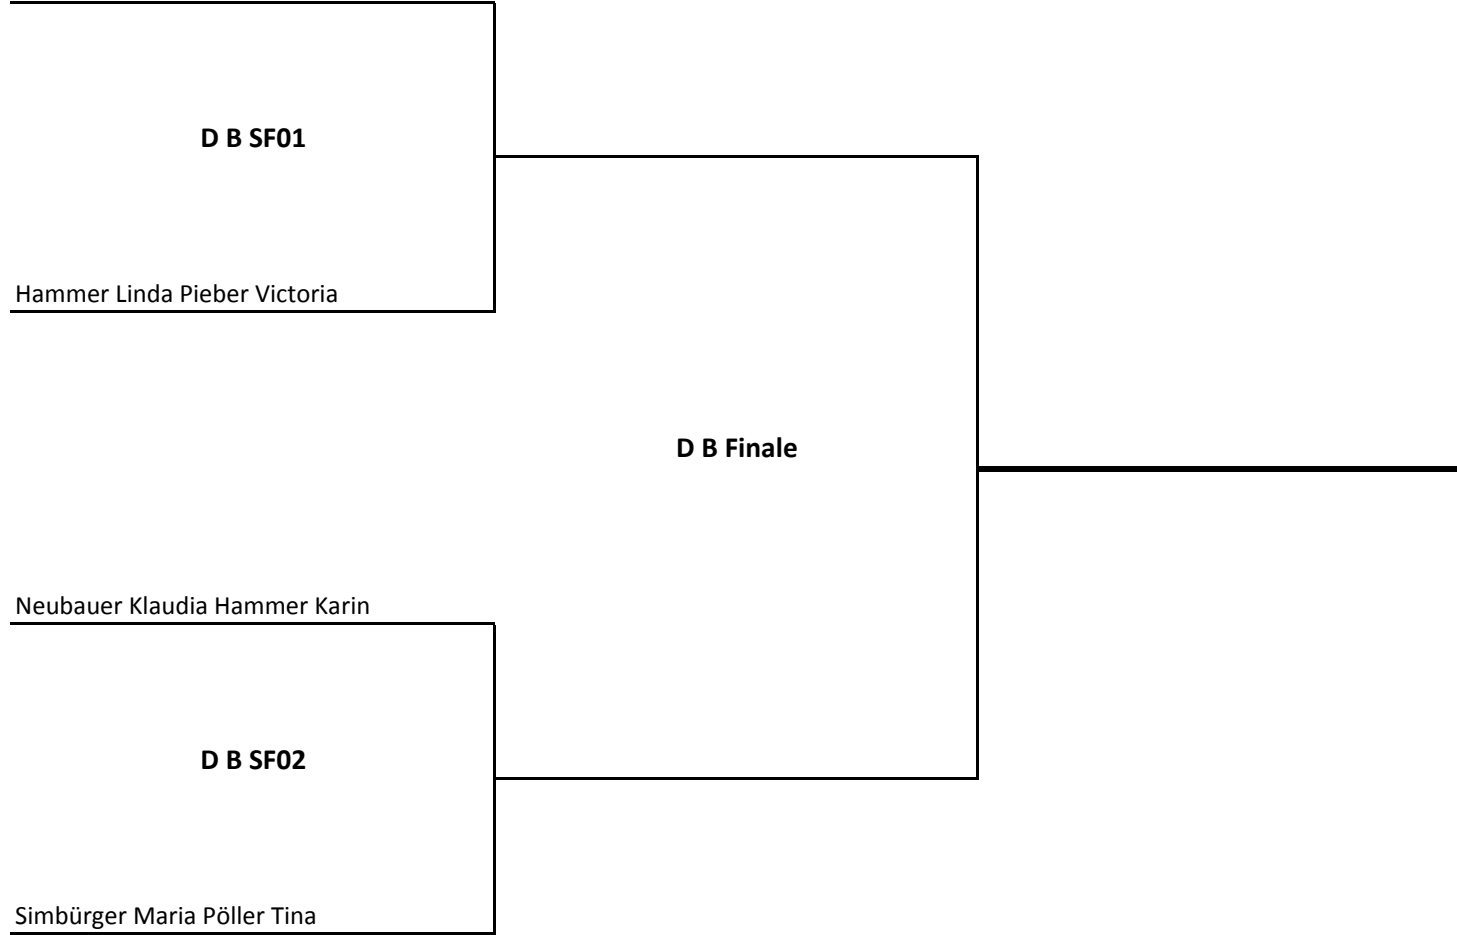 D B SF01
Hammer Linda Pieber Victoria
D B Finale
Neubauer Klaudia Hammer Karin
D B SF02
Simbürger Maria Pöller Tina